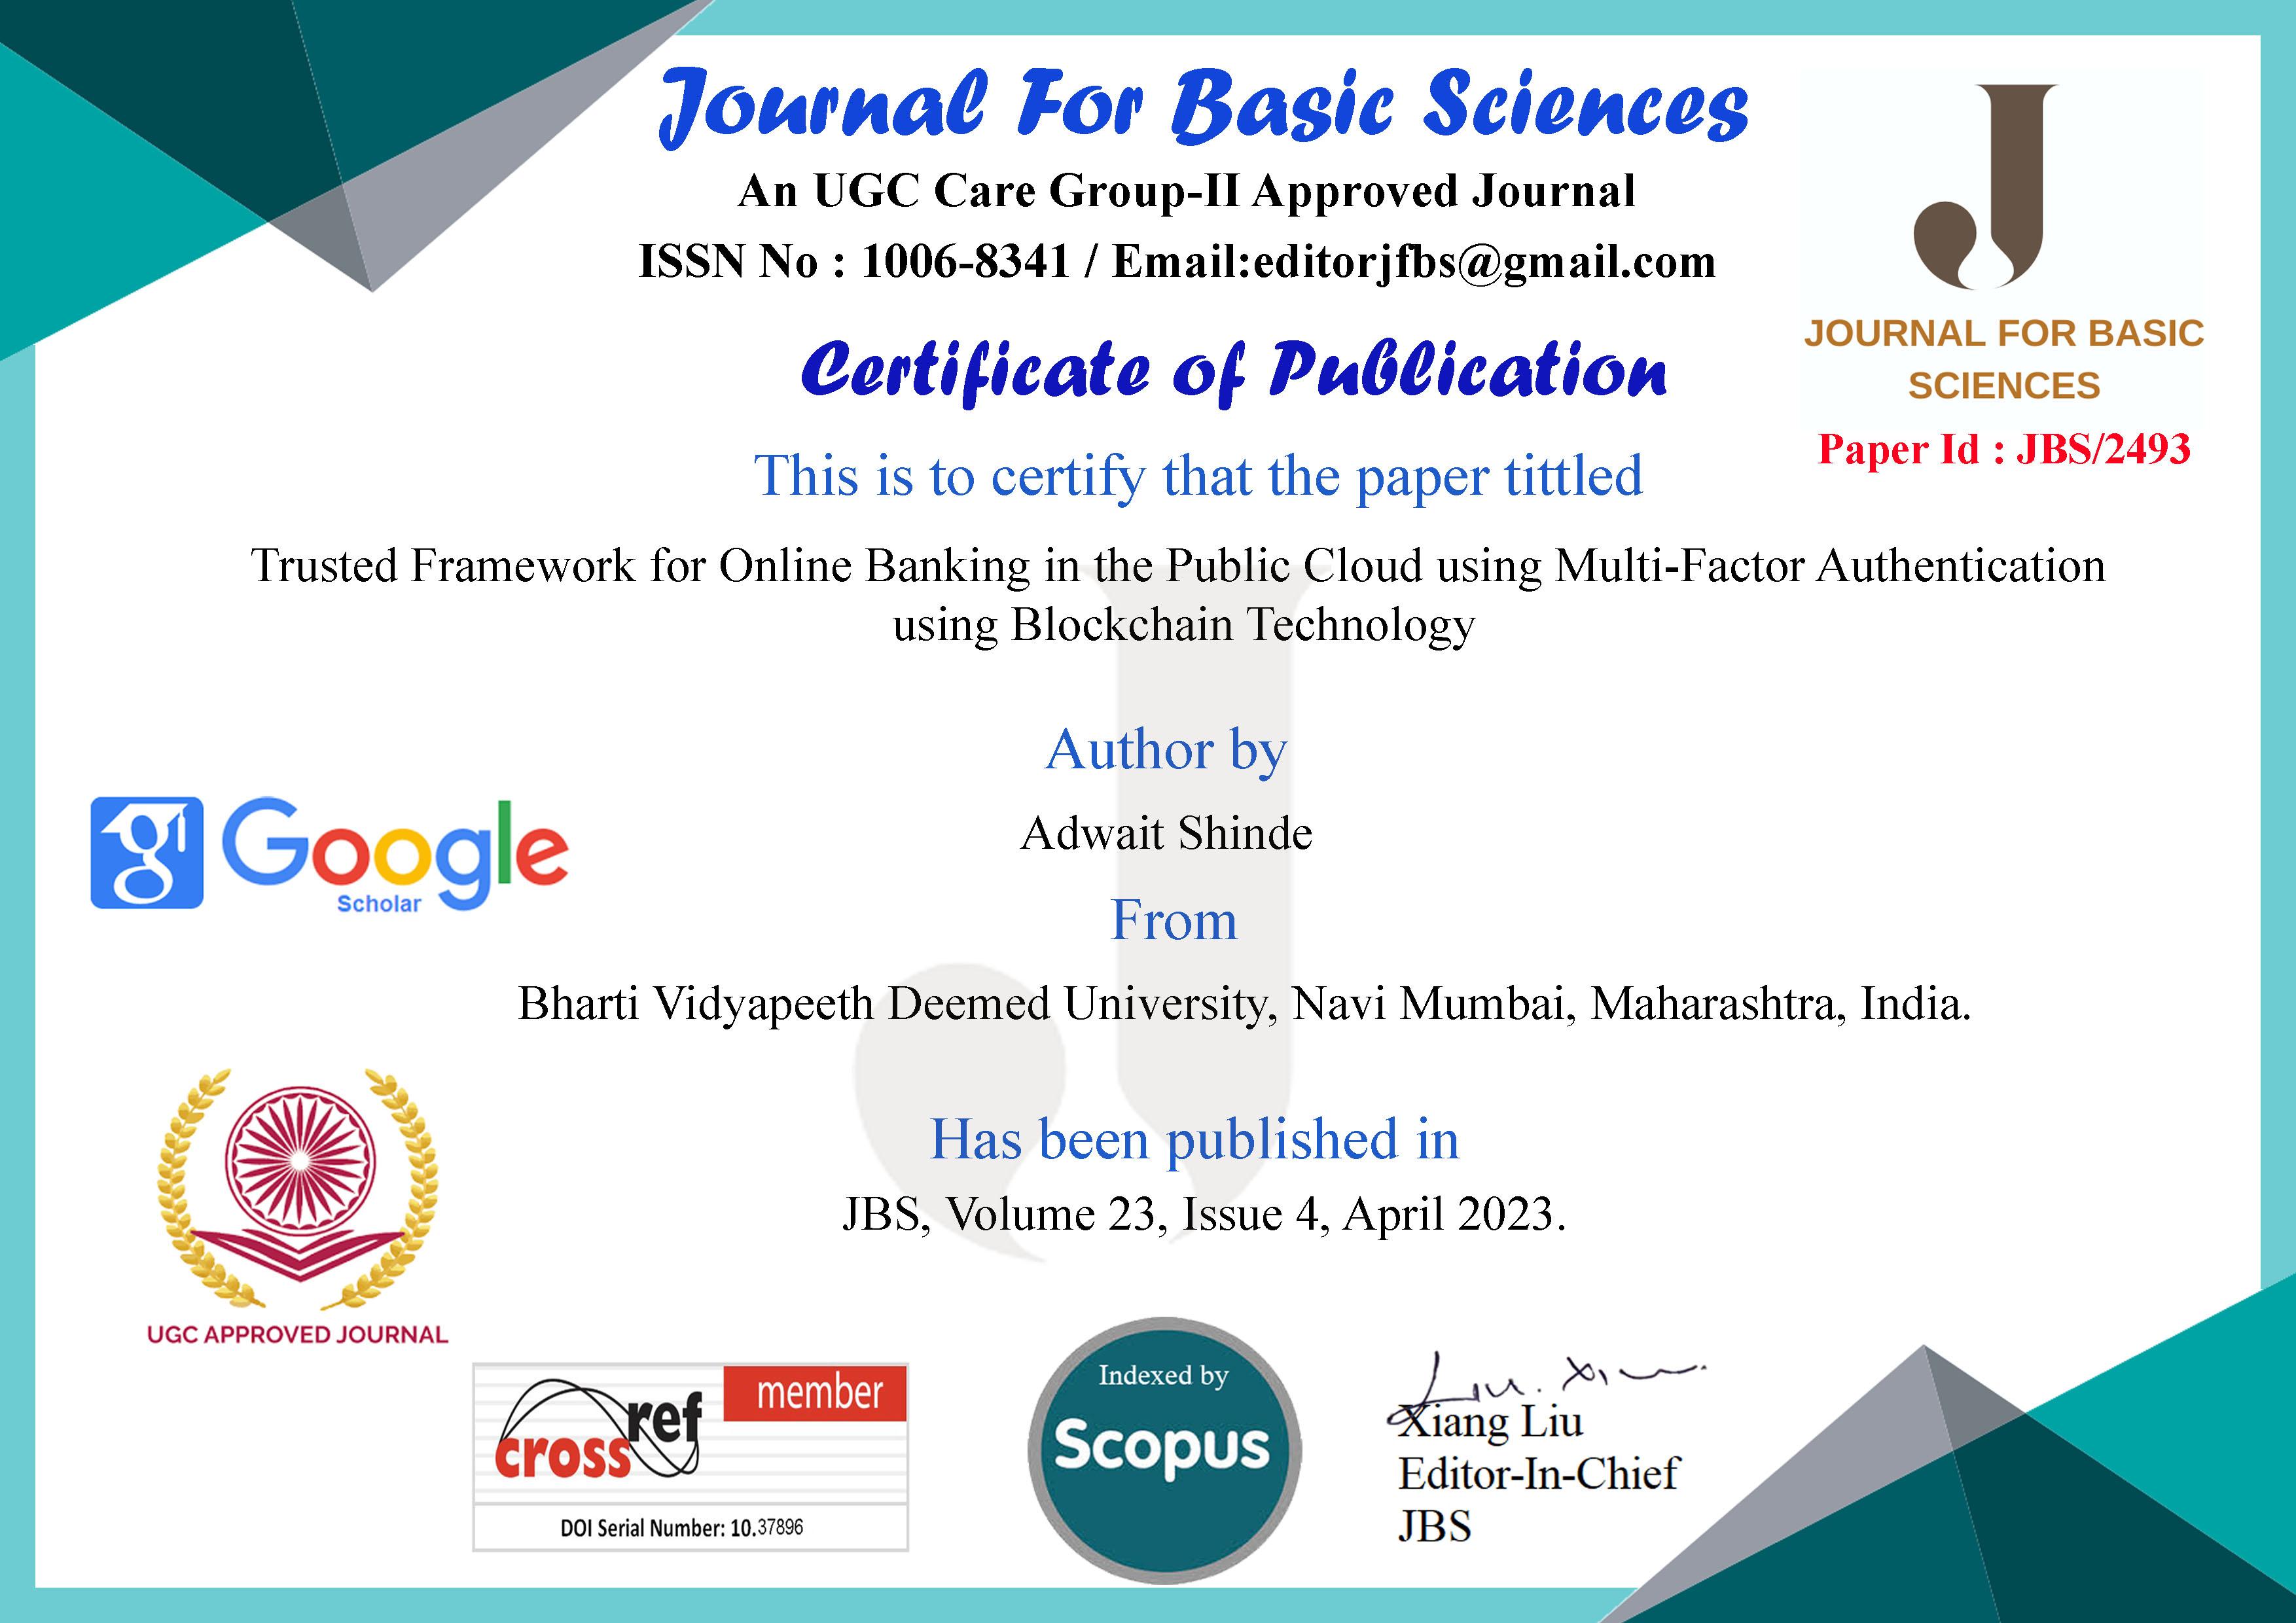 Journal For Basic Sciences
An UGC Care Group-II Approved Journal
ISSN No : 1006-8341 / Email:editorjfbs@gmail.com
JOURNAL FOR BASIC
SCIENCES
Certificate of Publication
Paper Id : JBS/2493
This is to certify that the paper tittled
Trusted Framework for Online Banking in the Public Cloud using Multi-Factor Authentication
using Blockchain Technology
Author by
Adwait Shinde
Google
Scholar
From
Bharti Vidyapeeth Deemed University, Navi Mumbai, Maharashtra, India.
Has been published in
JBS, Volume 23, Issue 4, April 2023.
UGC APPROVED JOURNAL
crossref
member
DOI Serial Number: 10.37896
Indexed by
Scopus
Xiang Liu
Editor-In-Chief
JBS